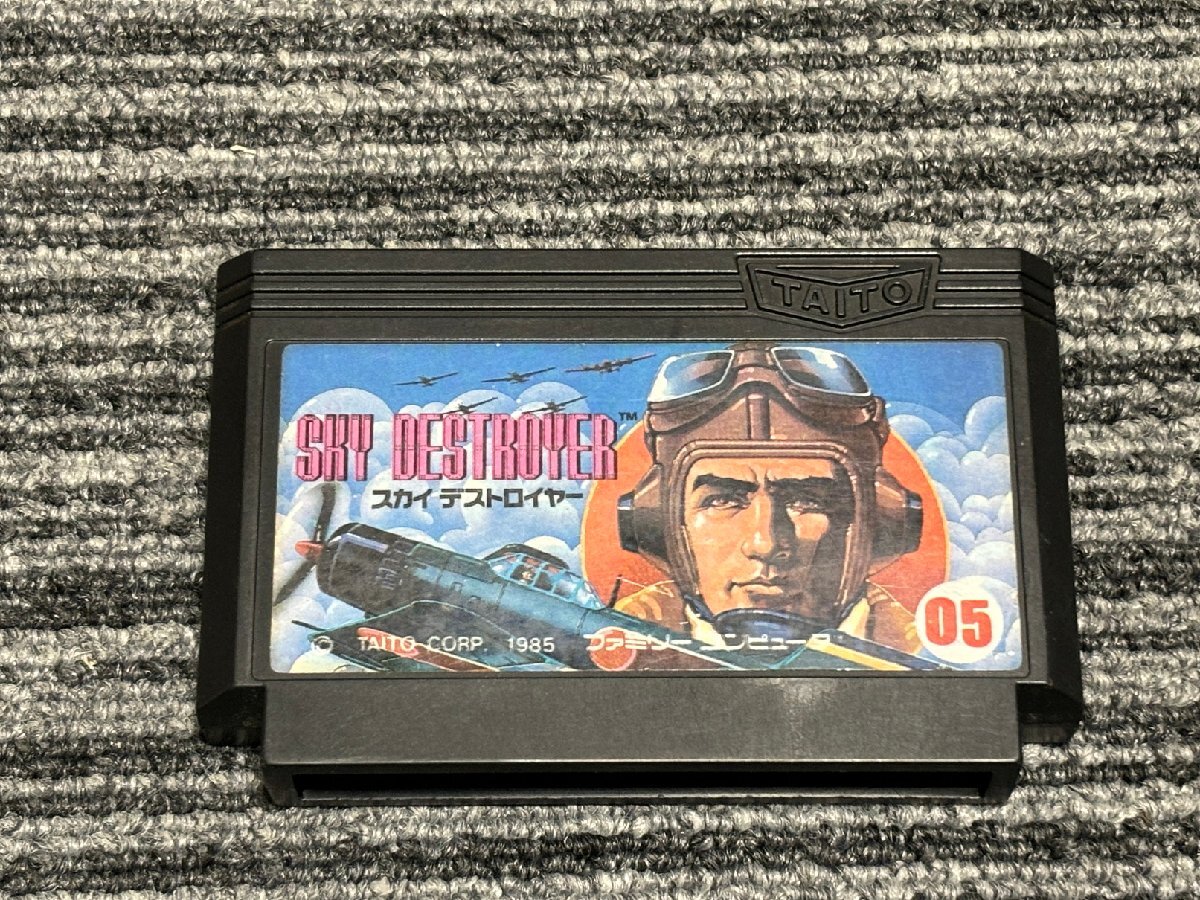 TAITO
SKY DESTROYER™
スカイ デストロイヤー
© TAITO CORP. 1985 ファミリー コンピュータ
05